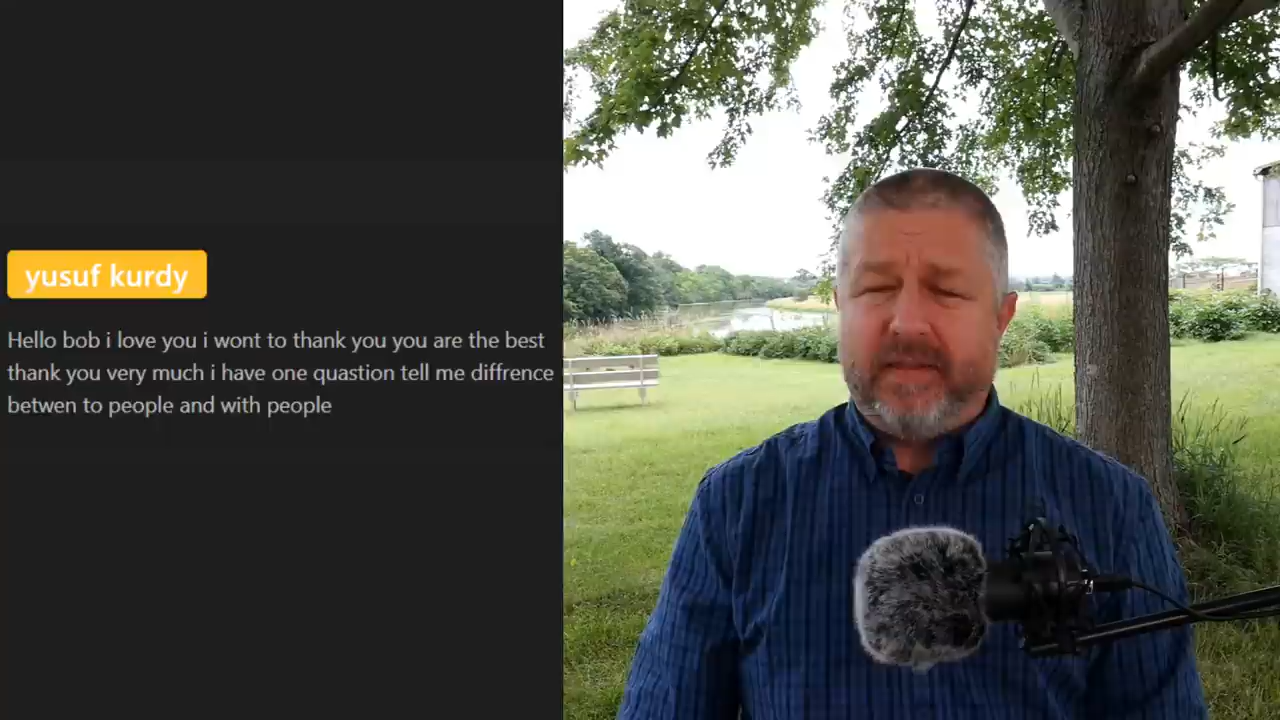 yusuf kurdy
Hello bob i love you i wont to thank you you are the best
thank you very much i have one quastion tell me diffrence
betwen to people and with people